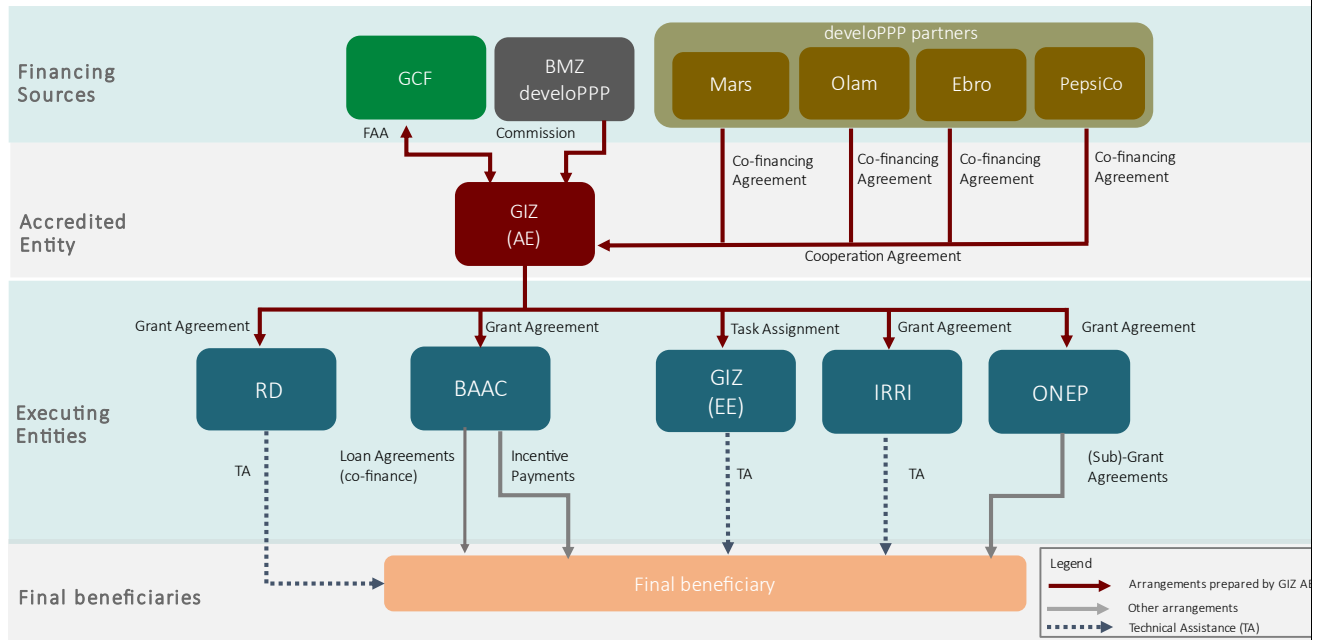 develoPPP partners
Financing
Sources
GCF
BMZ
develoPPP
Mars
Olam
Ebro
PepsiCo
FAA
Commission
Co-financing
Agreement
Co-financing
Agreement
Co-financing
Agreement
Co-financing
Agreement
Accredited
Entity
GIZ
(AE)
Cooperation Agreement
Grant Agreement
Grant Agreement
Task Assignment
Grant Agreement
Grant Agreement
Executing
Entities
RD
BAAC
GIZ
(EE)
IRRI
ONEP
TA
Loan Agreements
(co-finance)
Incentive
Payments
TA
TA
(Sub)-Grant
Agreements
Final beneficiaries
Final beneficiary
Legend
Arrangements prepared by GIZ AE
Other arrangements
Technical Assistance (TA)